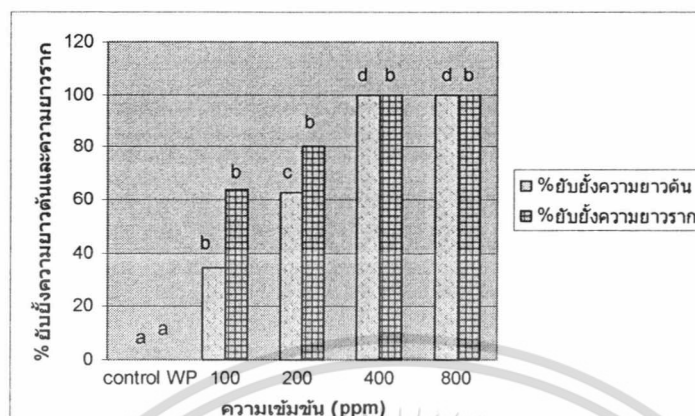 120
100
80
60
40
20
0
%ยับยั้งความยาวต้นและความยาวราก
a a
b b
c b
d b
d b
control WP 100 200 400 800
ความเข้มข้น (ppm)
%ยับยั้งความยาวต้น
%ยับยั้งความยาวราก